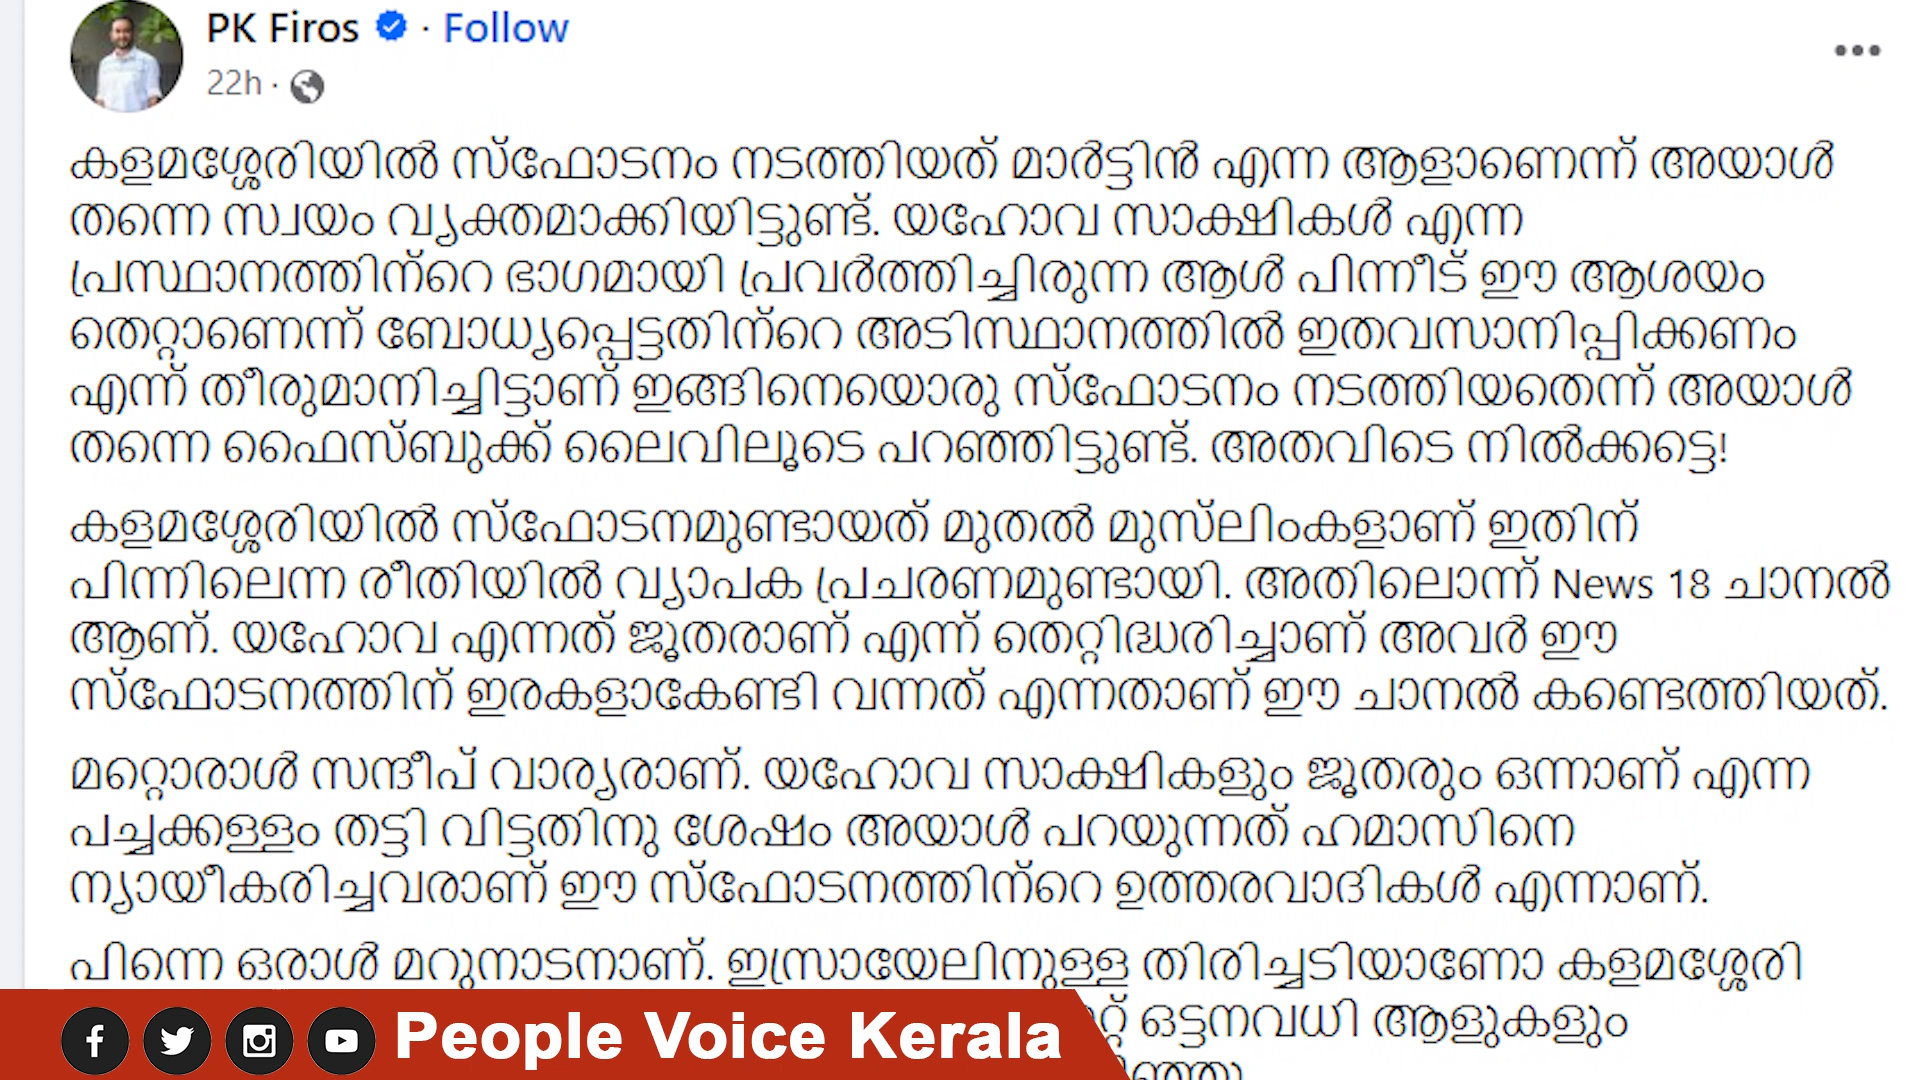 PK Firos · Follow
22h ·
കളമശ്ശേരിയിൽ സ്ഫോടനം നടത്തിയത് മാർട്ടിൻ എന്ന ആളാണെന്ന് അയാൾ
തന്നെ സ്വയം വ്യക്തമാക്കിയിട്ടുണ്ട്. യഹോവ സാക്ഷികൾ എന്ന
പ്രസ്ഥാനത്തിന്റെ ഭാഗമായി പ്രവർത്തിച്ചിരുന്ന ആൾ പിന്നീട് ഈ ആശയം
തെറ്റാണെന്ന് ബോധ്യപ്പെട്ടതിന്റെ അടിസ്ഥാനത്തിൽ ഇതവസാനിപ്പിക്കണം
എന്ന് തീരുമാനിച്ചിട്ടാണ് ഇങ്ങിനെയൊരു സ്ഫോടനം നടത്തിയതെന്ന് അയാൾ
തന്നെ ഫൈസ്ബുക്ക് ലൈവിലൂടെ പറഞ്ഞിട്ടുണ്ട്. അതവിടെ നിൽക്കട്ടെ!
കളമശ്ശേരിയിൽ സ്ഫോടനമുണ്ടായത് മുതൽ മുസ്‌ലിംകളാണ് ഇതിന്
പിന്നിലെന്ന രീതിയിൽ വ്യാപക പ്രചരണമുണ്ടായി. അതിലൊന്ന് News 18 ചാനൽ
ആണ്. യഹോവ എന്നത് ജൂതരാണ് എന്ന് തെറ്റിദ്ധരിച്ചാണ് അവർ ഈ
സ്ഫോടനത്തിന് ഇരകളാകേണ്ടി വന്നത് എന്നതാണ് ഈ ചാനൽ കണ്ടെത്തിയത്.
മറ്റൊരാൾ സന്ദീപ് വാര്യരാണ്. യഹോവ സാക്ഷികളും ജൂതരും ഒന്നാണ് എന്ന
പച്ചക്കള്ളം തട്ടി വിട്ടതിനു ശേഷം അയാൾ പറയുന്നത് ഹമാസിനെ
ന്യായീകരിച്ചവരാണ് ഈ സ്ഫോടനത്തിന്റെ ഉത്തരവാദികൾ എന്നാണ്.
പിന്നെ ഒരാൾ മറുനാടനാണ്. ഇസ്രായേലിനുള്ള തിരിച്ചടിയാണോ കളമശ്ശേരി
ഒട്ടനവധി ആളുകളും
People Voice Kerala